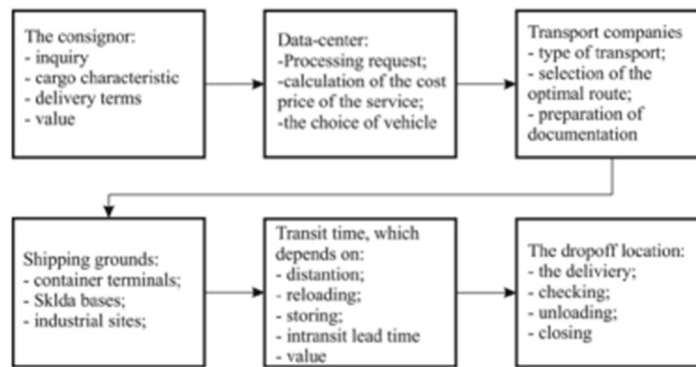 The consignor:
- inquiry
- cargo characteristic
- delivery terms
- value
Data-center:
-Processing request;
-calculation of the cost
price of the service;
-the choice of vehicle
Transport companies
- type of transport;
- selection of the
optimal route;
- preparation of
documentation
Shipping grounds:
- container terminals;
- Sklda bases;
- industrial sites;
Transit time, which
depends on:
- distantion;
- reloading;
- storing;
- intransit lead time
- value
The dropoff location:
- the deliviery;
- checking;
- unloading;
- closing